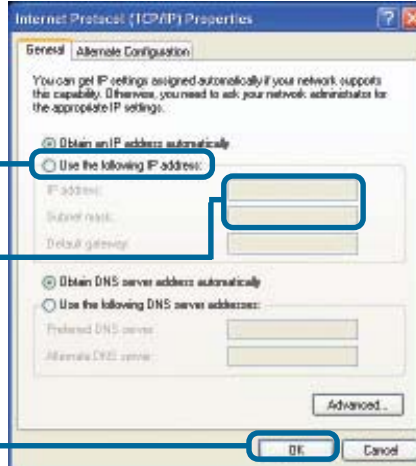 Internet Protocol (TCP/IP) Properties
General
Alternate Configuration
You can get IP settings assigned automatically if your network supports
this capability. Otherwise, you need to ask your network administrator for
the appropriate IP settings.
Obtain an IP address automatically
Use the following IP address:
IP address:
Subnet mask:
Default gateway:
Obtain DNS server address automatically
Use the following DNS server addresses:
Preferred DNS server:
Alternate DNS server:
Advanced...
OK
Cancel